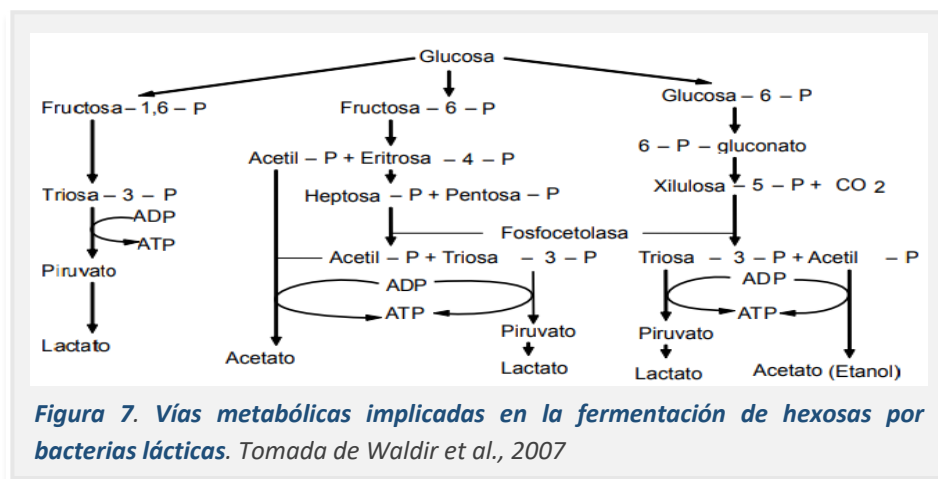 Glucosa
Fructosa – 1,6 – P
Fructosa – 6 – P
Glucosa – 6 – P
Acetil – P + Eritrosa – 4 – P
6 – P – gluconato
Triosa – 3 – P
Heptosa – P + Pentosa – P
Xilulosa – 5 – P + CO 2
ADP
ATP
Fosfocetolasa
Piruvato
Acetil – P + Triosa – 3 – P
Triosa – 3 – P + Acetil – P
ADP
ATP
ADP
ATP
Piruvato
Piruvato
Lactato
Acetato
Lactato
Lactato
Acetato (Etanol)
Figura 7. Vías metabólicas implicadas en la fermentación de hexosas por
bacterias lácticas. Tomada de Waldir et al., 2007